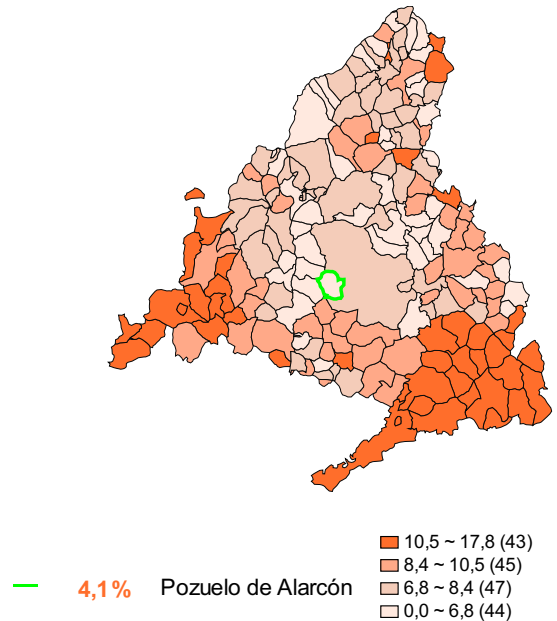 10,5 ~ 17,8 (43)
8,4 ~ 10,5 (45)
6,8 ~ 8,4 (47)
0,0 ~ 6,8 (44)
4,1% Pozuelo de Alarcón